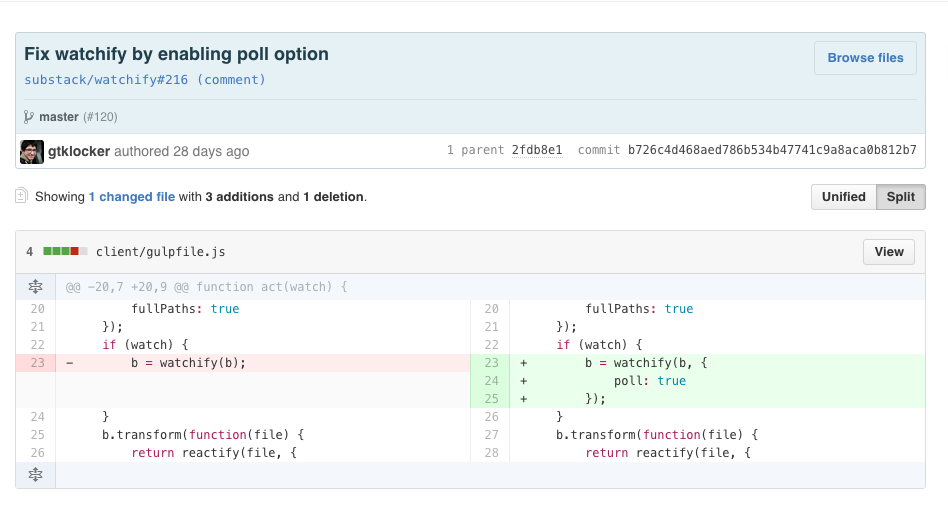 Fix watchify by enabling poll option
Browse files
substack/watchify#216 (comment)
master (#120)
gtklocker authored 28 days ago
1 parent 2fdb8e1 commit b726c4d468aed786b534b47741c9a8aca0b812b7
Showing 1 changed file with 3 additions and 1 deletion.
Unified Split
4 client/gulpfile.js
View
@@ -20,7 +20,9 @@ function act(watch) {
20 fullPaths: true 20 fullPaths: true
21 }); 21 });
22 if (watch) { 22 if (watch) {
23 - b = watchify(b); 23 + b = watchify(b, {
24 + poll: true
25 + });
24 } 26 }
25 b.transform(function(file) { 27 b.transform(function(file) {
26 return reactify(file, { 28 return reactify(file, {